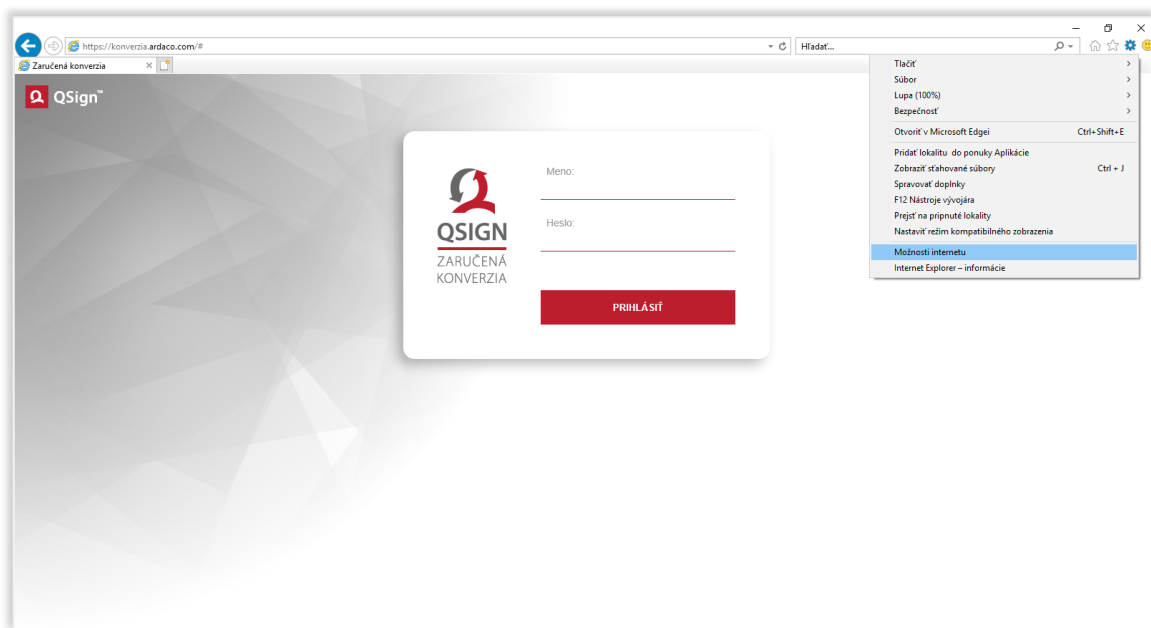 https://konverzia.ardaco.com/#
Hľadať...
Zaručená konverzia
QSign™
Meno:
Heslo:
QSIGN
ZARUČENÁ
KONVERZIA
PRIHLÁSIŤ
Tlačiť
Súbor
Lupa (100%)
Bezpečnosť
Otvoriť v Microsoft Edgei Ctrl+Shift+E
Pridať lokalitu do ponuky Aplikácie
Zobraziť sťahované súbory Ctrl + J
Spravovať doplnky
F12 Nástroje vývojára
Prejsť na pripnuté lokality
Nastaviť režim kompatibilného zobrazenia
Možnosti internetu
Internet Explorer – informácie